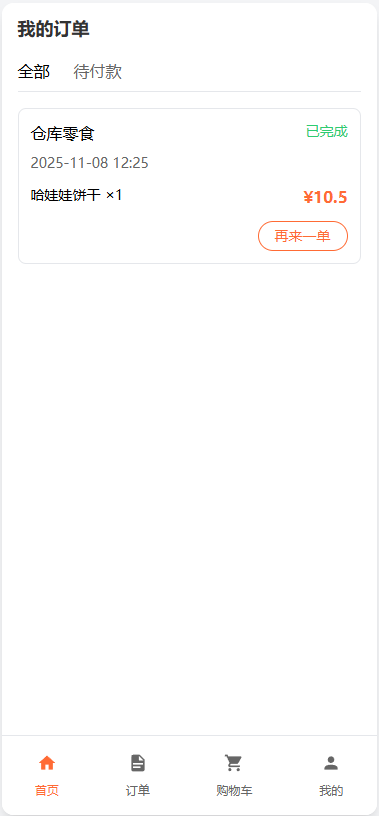 我的订单
全部 待付款
仓库零食 已完成
2025-11-08 12:25
哈娃娃饼干 ×1 ¥10.5
再来一单
首页 订单 购物车 我的